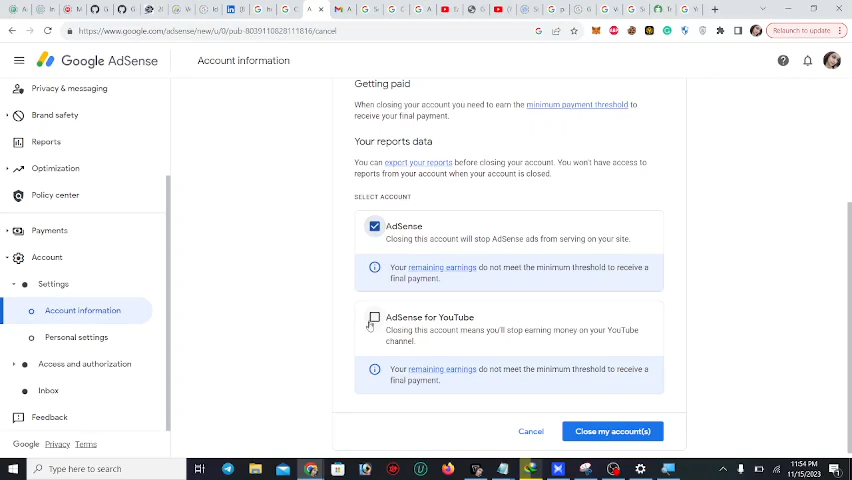 https://www.google.com/adsense/new/u/0/pub-8039110828111816/cancel
Relaunch to update
Google AdSense
Account information
Privacy & messaging
Brand safety
Reports
Optimization
Policy center
Payments
Account
Settings
Account information
Personal settings
Access and authorization
Inbox
Feedback
Google Privacy Terms
Getting paid
When closing your account you need to earn the minimum payment threshold to
receive your final payment.
Your reports data
You can export your reports before closing your account. You won't have access to
reports from your account when your account is closed.
SELECT ACCOUNT
AdSense
Closing this account will stop AdSense ads from serving on your site.
Your remaining earnings do not meet the minimum threshold to receive a
final payment.
AdSense for YouTube
Closing this account means you'll stop earning money on your YouTube
channel.
Your remaining earnings do not meet the minimum threshold to receive a
final payment.
Cancel
Close my account(s)
Type here to search
11:54 PM
11/15/2023